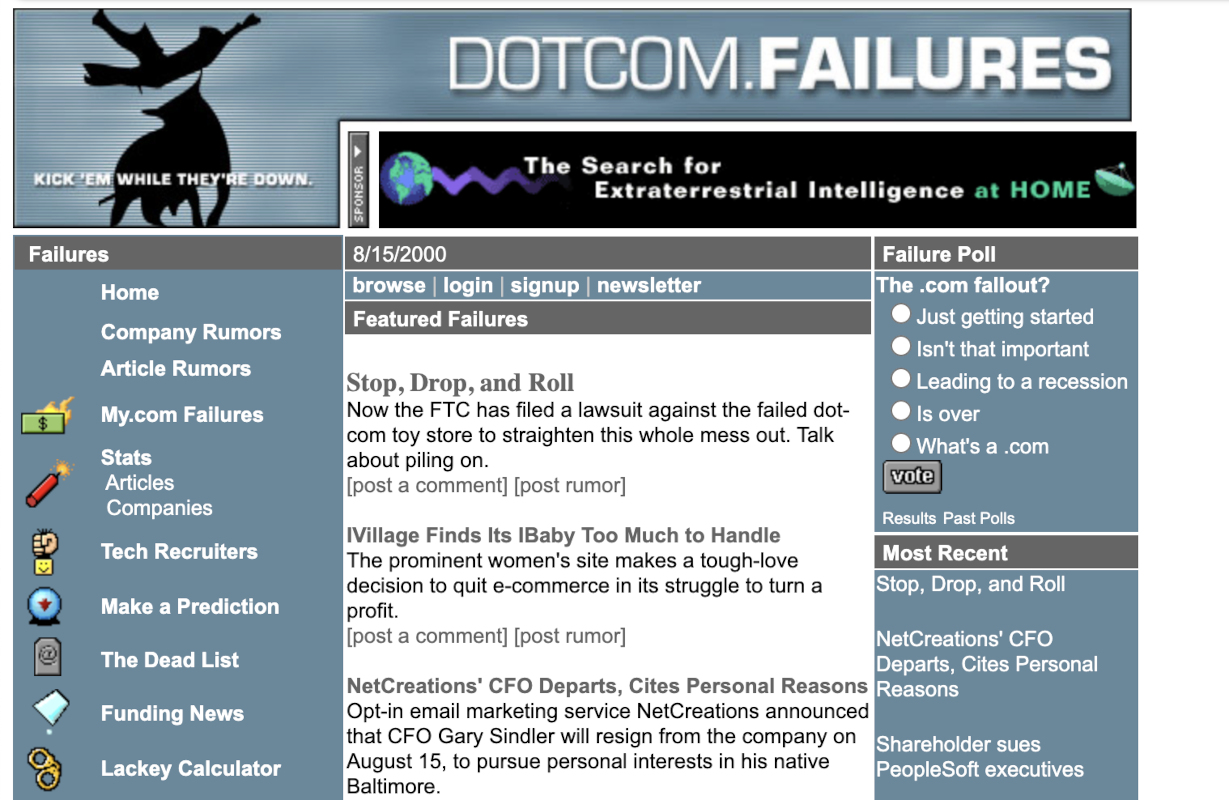 DOTCOM.FAILURES
KICK 'EM WHILE THEY'RE DOWN.
SPONSOR
The Search for
Extraterrestrial Intelligence at HOME
Failures
Home
Company Rumors
Article Rumors
My.com Failures
Stats
Articles
Companies
Tech Recruiters
Make a Prediction
The Dead List
Funding News
Lackey Calculator
8/15/2000
browse | login | signup | newsletter
Featured Failures
Stop, Drop, and Roll
Now the FTC has filed a lawsuit against the failed dot-
com toy store to straighten this whole mess out. Talk
about piling on.
[post a comment] [post rumor]
IVillage Finds Its IBaby Too Much to Handle
The prominent women's site makes a tough-love
decision to quit e-commerce in its struggle to turn a
profit.
[post a comment] [post rumor]
NetCreations' CFO Departs, Cites Personal Reasons
Opt-in email marketing service NetCreations announced
that CFO Gary Sindler will resign from the company on
August 15, to pursue personal interests in his native
Baltimore.
Failure Poll
The .com fallout?
Just getting started
Isn't that important
Leading to a recession
Is over
What's a .com
vote
Results Past Polls
Most Recent
Stop, Drop, and Roll
NetCreations' CFO
Departs, Cites Personal
Reasons
Shareholder sues
PeopleSoft executives